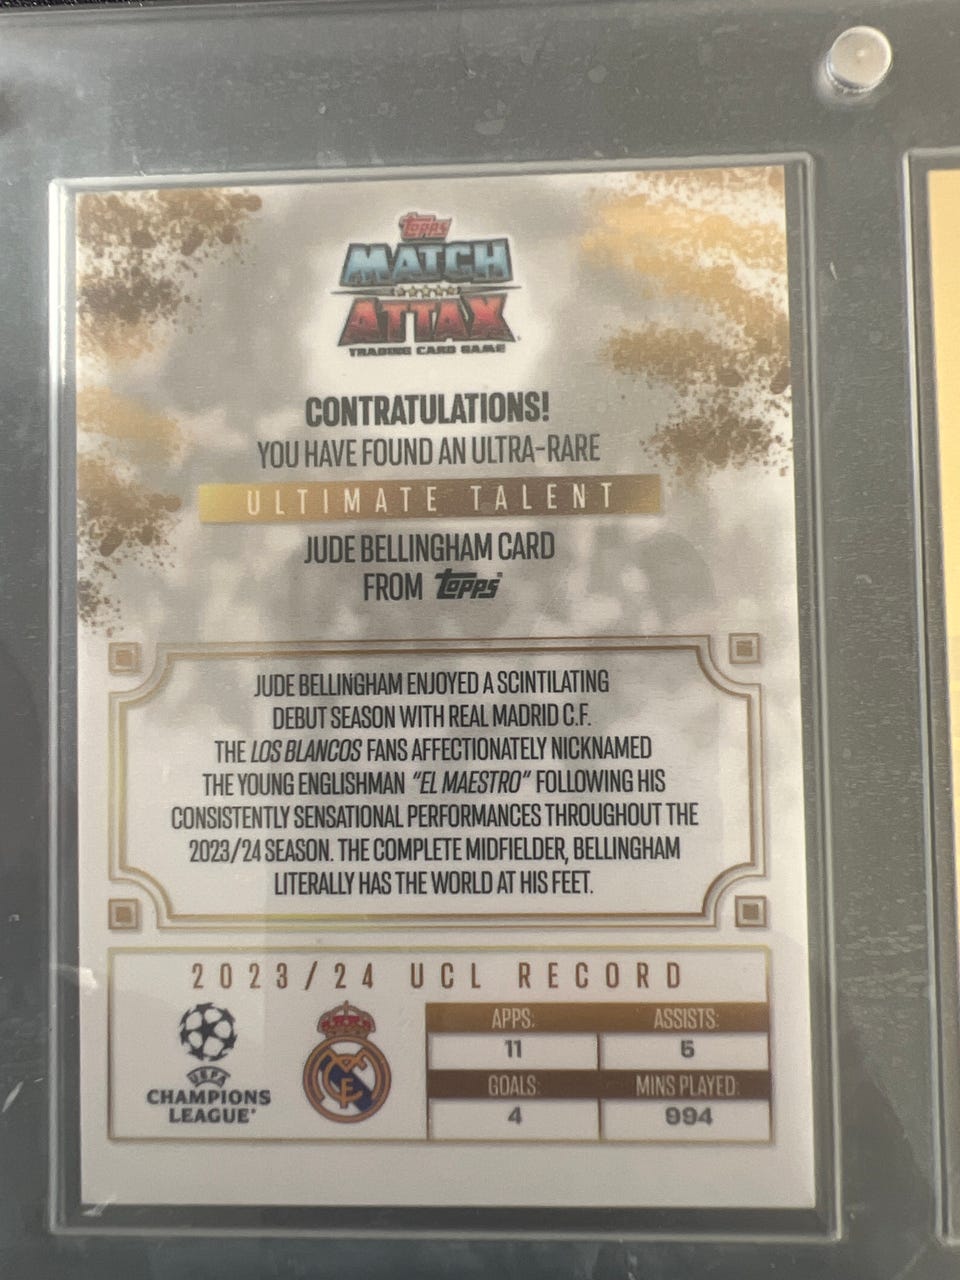 Topps
MATCH
ATTAX
TRADING CARD GAME
CONTRATULATIONS!
YOU HAVE FOUND AN ULTRA-RARE
ULTIMATE TALENT
JUDE BELLINGHAM CARD
FROM Topps
JUDE BELLINGHAM ENJOYED A SCINTILATING
DEBUT SEASON WITH REAL MADRID C.F.
THE LOS BLANCOS FANS AFFECTIONATELY NICKNAMED
THE YOUNG ENGLISHMAN "EL MAESTRO" FOLLOWING HIS
CONSISTENTLY SENSATIONAL PERFORMANCES THROUGHOUT THE
2023/24 SEASON. THE COMPLETE MIDFIELDER, BELLINGHAM
LITERALLY HAS THE WORLD AT HIS FEET.
2023/24 UCL RECORD
UEFA
CHAMPIONS
LEAGUE
APPS: ASSISTS:
11 5
GOALS: MINS PLAYED:
4 994